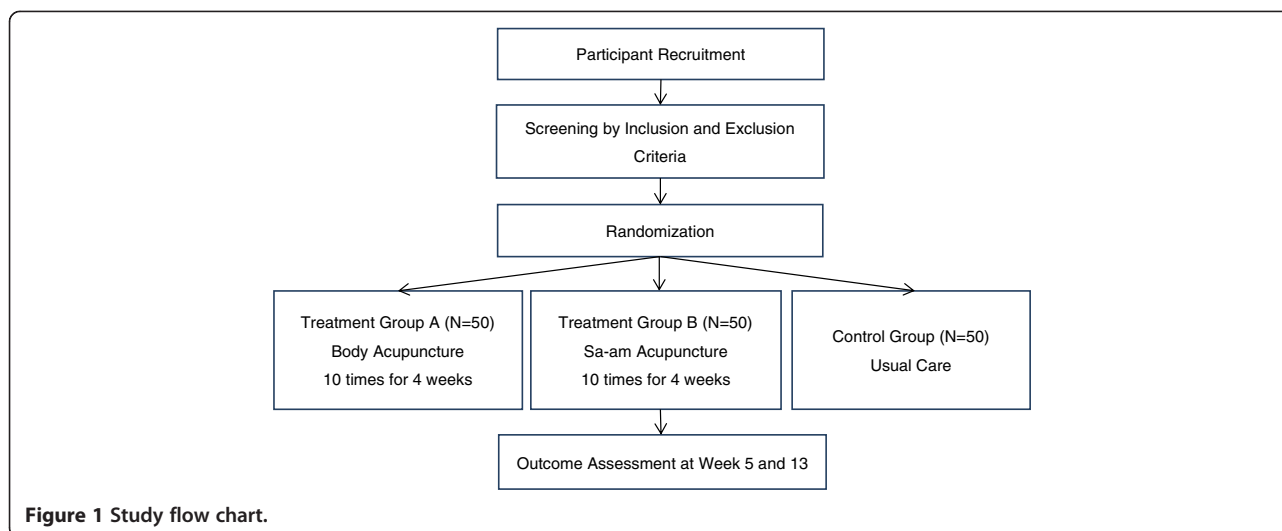 Participant Recruitment
Screening by Inclusion and Exclusion
Criteria
Randomization
Treatment Group A (N=50)
Body Acupuncture
10 times for 4 weeks
Treatment Group B (N=50)
Sa-am Acupuncture
10 times for 4 weeks
Control Group (N=50)
Usual Care
Outcome Assessment at Week 5 and 13
Figure 1 Study flow chart.